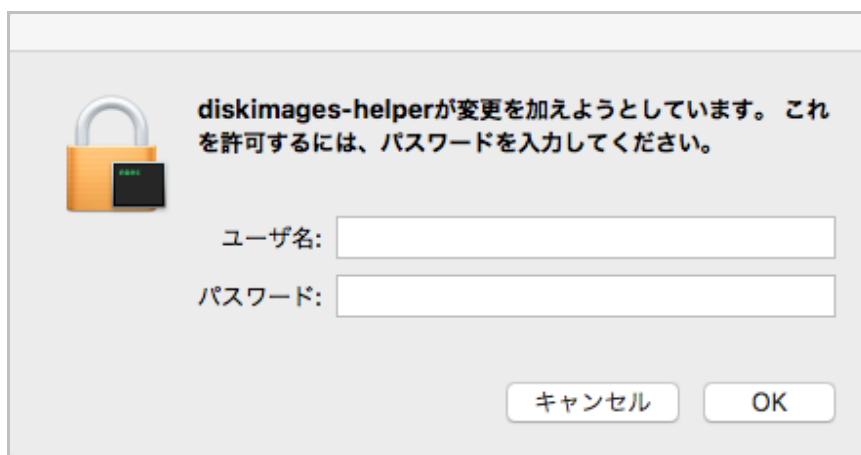 diskimages-helperが変更を加えようとしています。 これ
を許可するには、パスワードを入力してください。
ユーザ名:
パスワード:
キャンセル OK